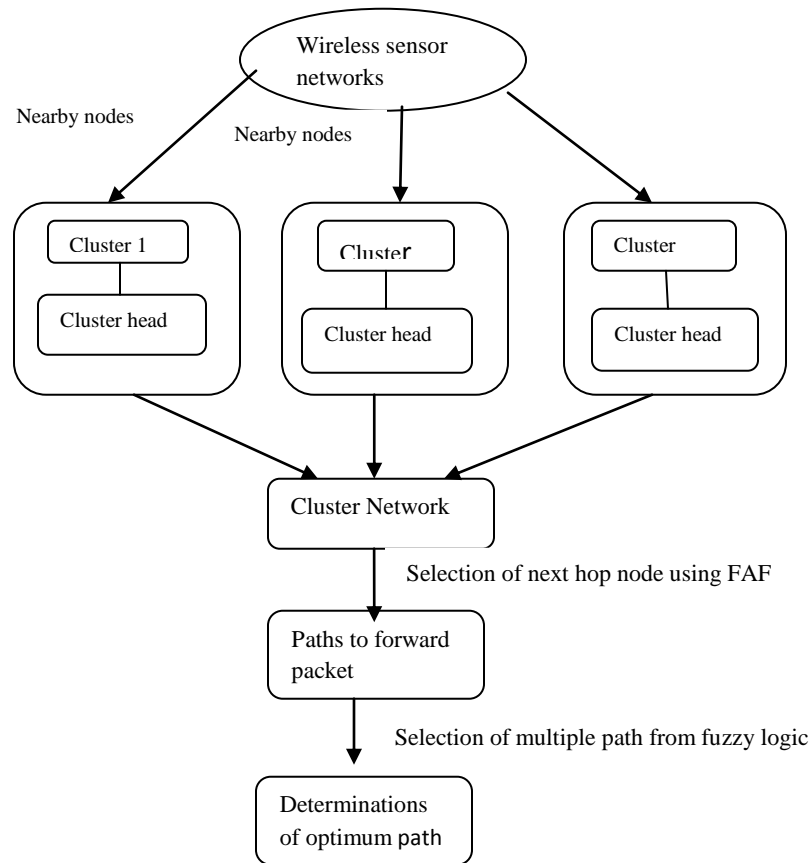 Wireless sensor
networks
Nearby nodes
Nearby nodes
Cluster 1
Cluster
Cluster
Cluster head
Cluster head
Cluster head
Cluster Network
Selection of next hop node using FAF
Paths to forward
packet
Selection of multiple path from fuzzy logic
Determinations
of optimum path